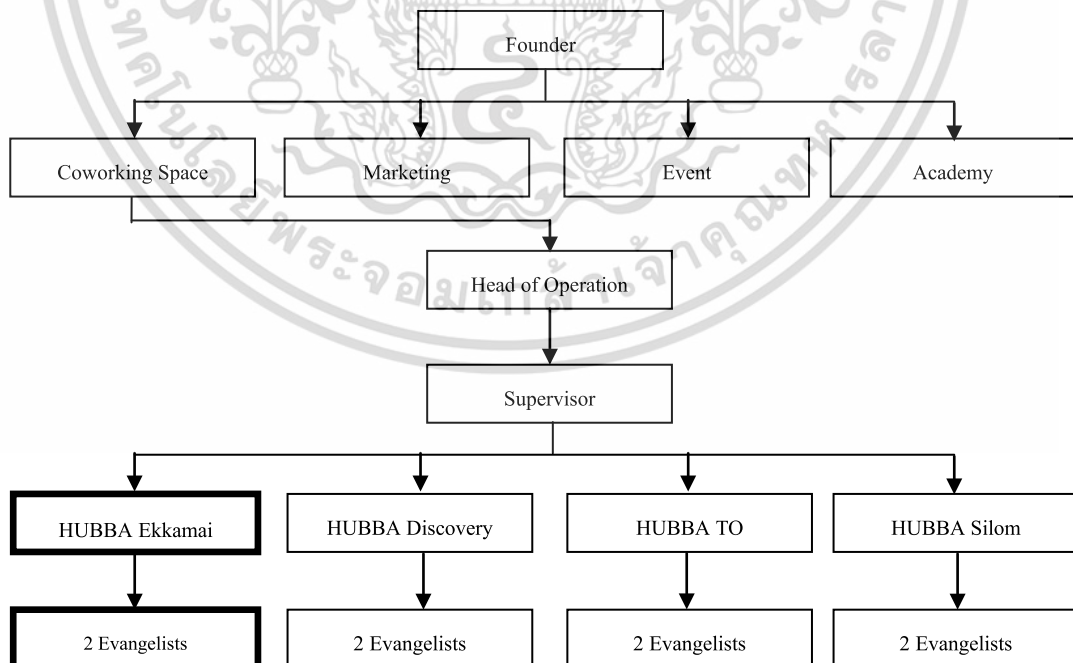 Founder
Coworking Space
Marketing
Event
Academy
Head of Operation
Supervisor
HUBBA Ekkamai
HUBBA Discovery
HUBBA TO
HUBBA Silom
2 Evangelists
2 Evangelists
2 Evangelists
2 Evangelists